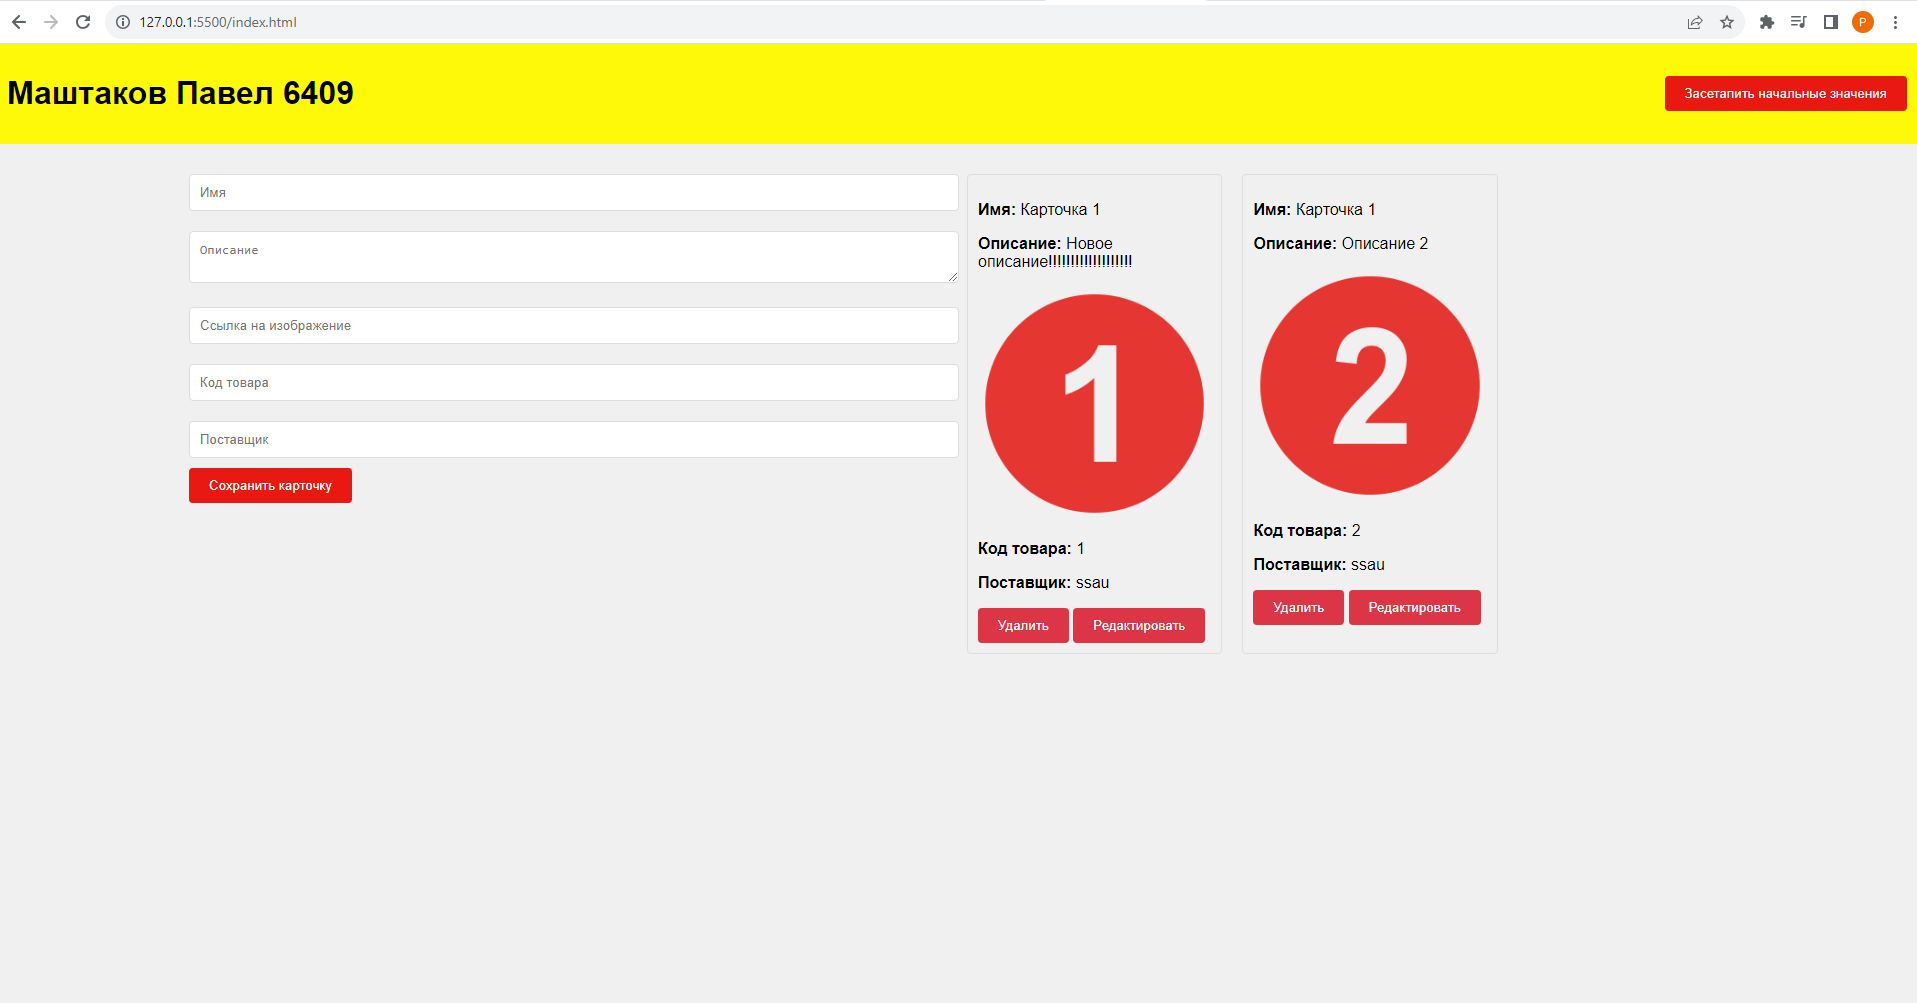 127.0.0.1:5500/index.html
P
Маштаков Павел 6409
Засетапить начальные значения
Имя
Описание
Ссылка на изображение
Код товара
Поставщик
Сохранить карточку
Имя: Карточка 1
Описание: Новое
описание!!!!!!!!!!!!!!!!!!!
1
Код товара: 1
Поставщик: ssau
Удалить
Редактировать
Имя: Карточка 1
Описание: Описание 2
2
Код товара: 2
Поставщик: ssau
Удалить
Редактировать